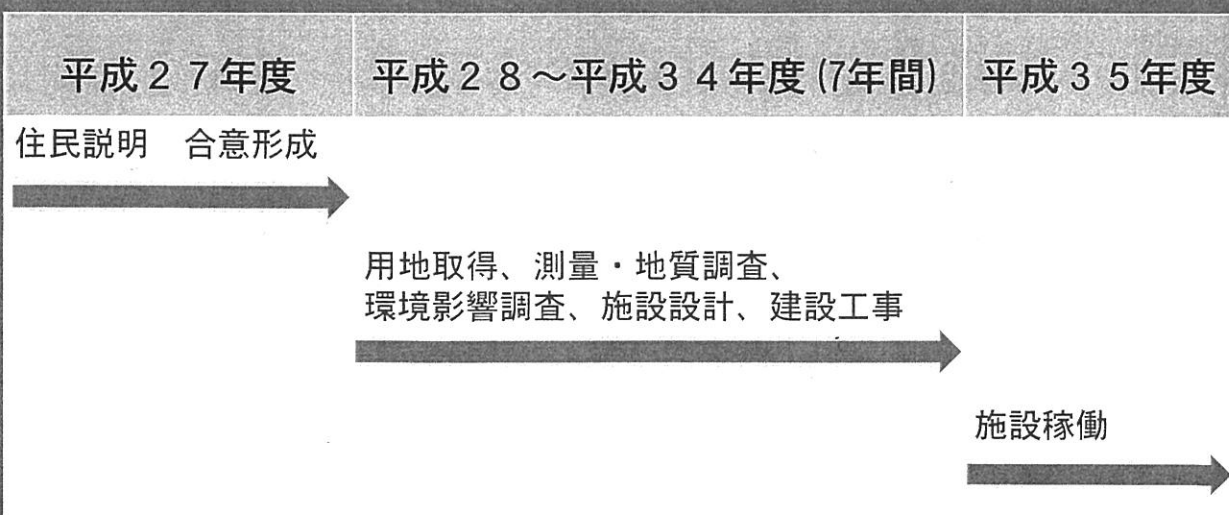 平成２７年度
平成２８～平成３４年度(7年間)
平成３５年度
住民説明　合意形成
用地取得、測量・地質調査、
環境影響調査、施設設計、建設工事
施設稼働